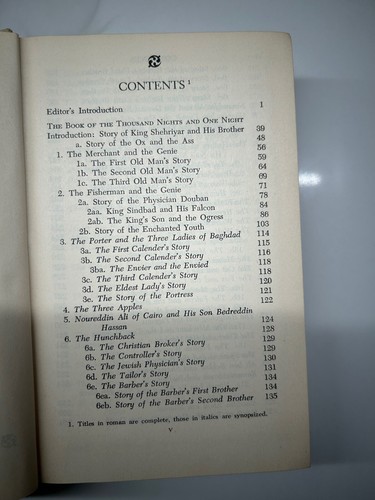 CONTENTS 1
Editor's Introduction 1
THE BOOK OF THE THOUSAND NIGHTS AND ONE NIGHT
Introduction: Story of King Shehriyar and His Brother 39
a. Story of the Ox and the Ass 48
1. The Merchant and the Genie 56
1a. The First Old Man's Story 59
1b. The Second Old Man's Story 64
1c. The Third Old Man's Story 69
2. The Fisherman and the Genie 71
2a. Story of the Physician Douban 78
2aa. King Sindbad and His Falcon 84
2ab. The King's Son and the Ogress 86
2b. Story of the Enchanted Youth 103
3. The Porter and the Three Ladies of Baghdad 114
3a. The First Calender's Story 115
3b. The Second Calender's Story 116
3ba. The Envier and the Envied 118
3c. The Third Calender's Story 118
3d. The Eldest Lady's Story 120
3e. The Story of the Portress 121
4. The Three Apples 122
5. Noureddin Ali of Cairo and His Son Bedreddin
Hassan 124
6. The Hunchback 128
6a. The Christian Broker's Story 129
6b. The Controller's Story 129
6c. The Jewish Physician's Story 130
6d. The Tailor's Story 131
6e. The Barber's Story 134
6ea. Story of the Barber's First Brother 134
6eb. Story of the Barber's Second Brother 135
1. Titles in roman are complete, those in italics are synopsized.
v